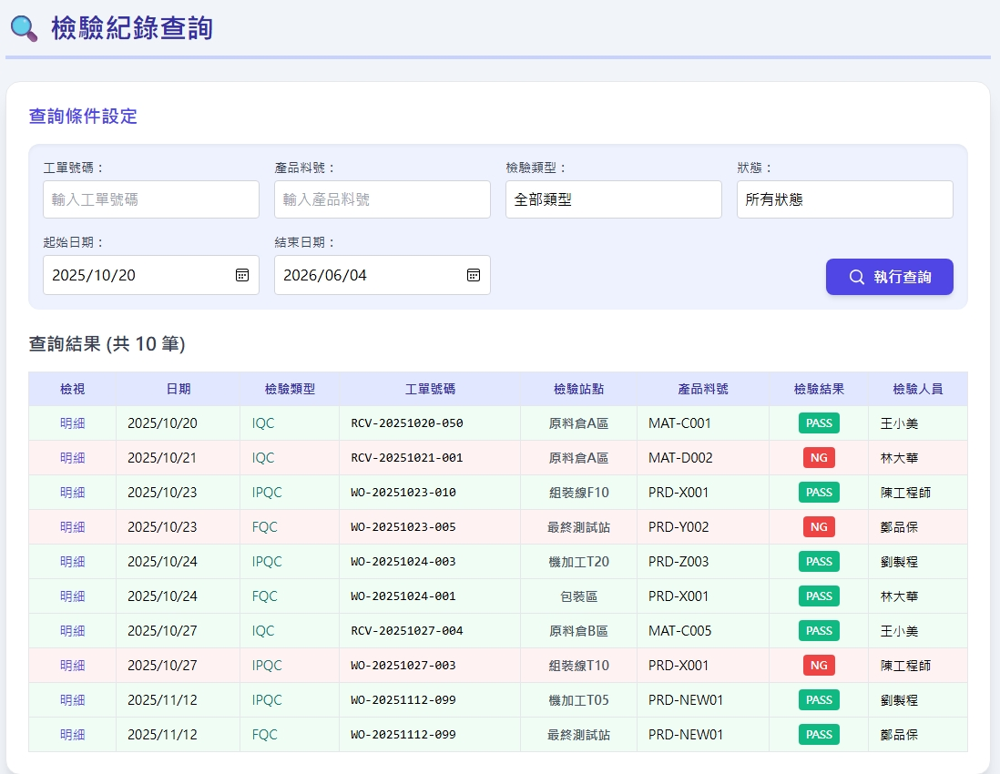 檢驗紀錄查詢
查詢條件設定
工單號碼： 產品料號： 檢驗類型： 狀態：
輸入工單號碼 輸入產品料號 全部類型 所有狀態
起始日期： 結束日期：
2025/10/20 2026/06/04 執行查詢
查詢結果 (共 10 筆)
檢視 日期 檢驗類型 工單號碼 檢驗站點 產品料號 檢驗結果 檢驗人員
明細 2025/10/20 IQC RCV-20251020-050 原料倉A區 MAT-C001 PASS 王小美
明細 2025/10/21 IQC RCV-20251021-001 原料倉A區 MAT-D002 NG 林大華
明細 2025/10/23 IPQC WO-20251023-010 組裝線F10 PRD-X001 PASS 陳工程師
明細 2025/10/23 FQC WO-20251023-005 最終測試站 PRD-Y002 NG 鄭品保
明細 2025/10/24 IPQC WO-20251024-003 機加工T20 PRD-Z003 PASS 劉製程
明細 2025/10/24 FQC WO-20251024-001 包裝區 PRD-X001 PASS 林大華
明細 2025/10/27 IQC RCV-20251027-004 原料倉B區 MAT-C005 PASS 王小美
明細 2025/10/27 IPQC WO-20251027-003 組裝線T10 PRD-X001 NG 陳工程師
明細 2025/11/12 IPQC WO-20251112-099 機加工T05 PRD-NEW01 PASS 劉製程
明細 2025/11/12 FQC WO-20251112-099 最終測試站 PRD-NEW01 PASS 鄭品保